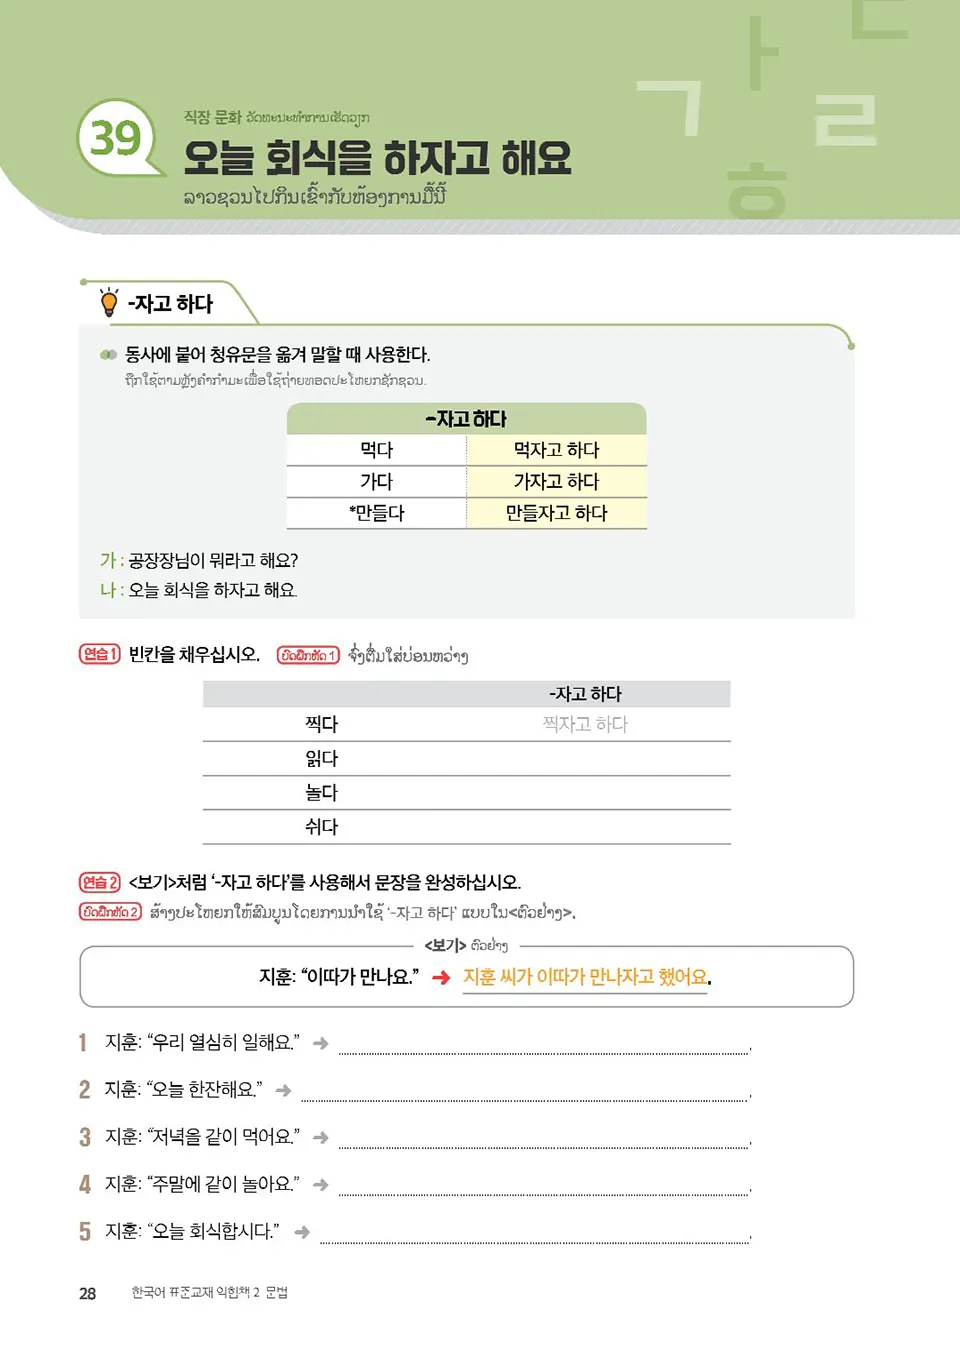 39
직장 문화 ວັດທະນະທຳການເຮັດວຽກ
오늘 회식을 하자고 해요
ລາວຊວນໄປກິນເຂົ້າກັບຫ້ອງການມື້ນີ້
ㄱ ㅏ ㄷ ㄹ ㅎ
-자고 하다
동사에 붙어 청유문을 옮겨 말할 때 사용한다.
ຖືກໃຊ້ຕາມຫຼັງຄຳກຳມະເພື່ອໃຊ້ຖ່າຍທອດປະໂຫຍກຊັກຊວນ.
-자고 하다
먹다 먹자고 하다
가다 가자고 하다
*만들다 만들자고 하다
가 : 공장장님이 뭐라고 해요?
나 : 오늘 회식을 하자고 해요.
연습 1 빈칸을 채우십시오. ບົດຝຶກຫັດ 1 ຈົ່ງຕື່ມໃສ່ບ່ອນຫວ່າງ
-자고 하다
찍다 찍자고 하다
읽다
놀다
쉬다
연습 2 <보기>처럼 ‘-자고 하다’를 사용해서 문장을 완성하십시오.
ບົດຝຶກຫັດ 2 ສ້າງປະໂຫຍກໃຫ້ສົມບູນໂດຍການນຳໃຊ້ ‘-자고 하다’ ແບບໃນ<ຕົວຢ່າງ>.
<보기> ຕົວຢ່າງ
지훈: “이따가 만나요.” ➜ 지훈 씨가 이따가 만나자고 했어요.
1 지훈: “우리 열심히 일해요.” ➜ .
2 지훈: “오늘 한잔해요.” ➜ .
3 지훈: “저녁을 같이 먹어요.” ➜ .
4 지훈: “주말에 같이 놀아요.” ➜ .
5 지훈: “오늘 회식합시다.” ➜ .
28 한국어 표준교재 익힘책 2 문법